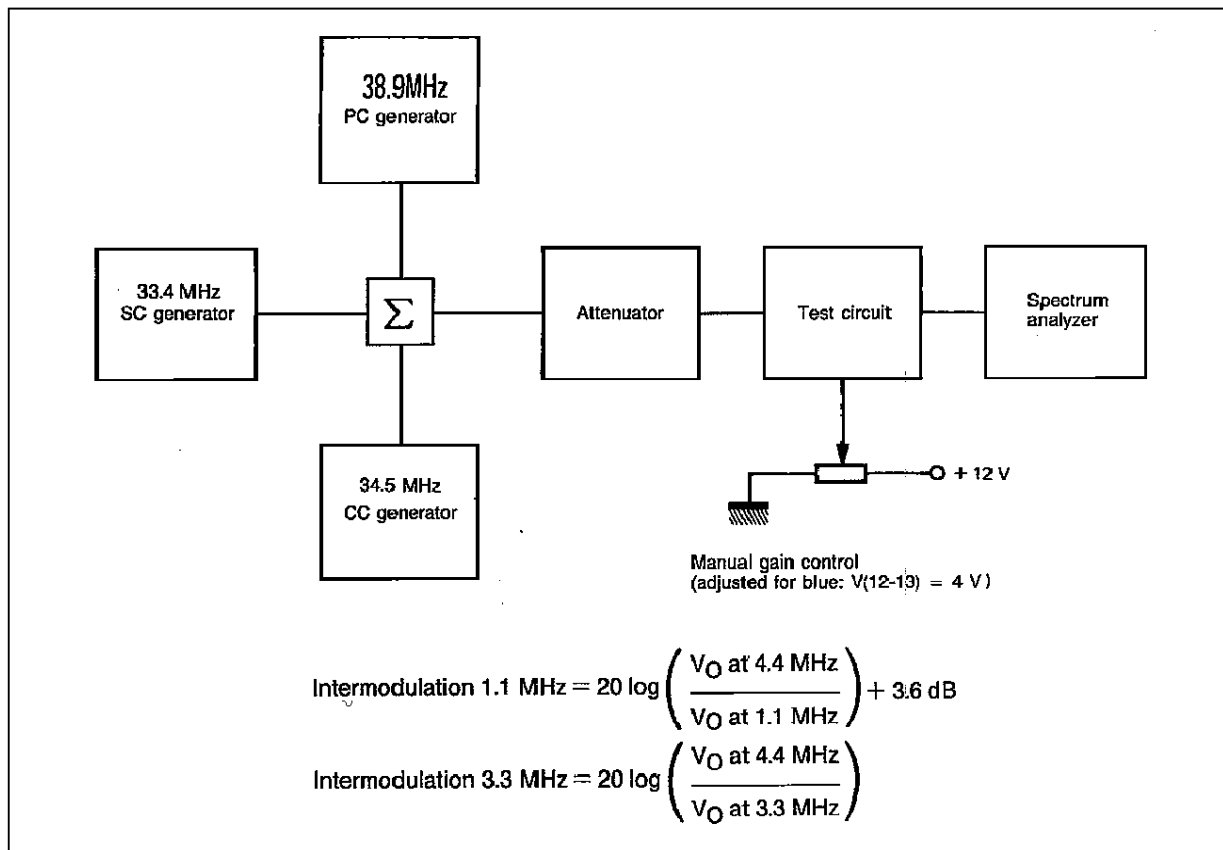 38.9MHz
PC generator
33.4 MHz
SC generator
Σ
Attenuator
Test circuit
Spectrum
analyzer
34.5 MHz
CC generator
+ 12 V
Manual gain control
(adjusted for blue: V(12-13) = 4 V)
Intermodulation 1.1 MHz = 20 log ( VO at 4.4 MHz / VO at 1.1 MHz ) + 3.6 dB
Intermodulation 3.3 MHz = 20 log ( VO at 4.4 MHz / VO at 3.3 MHz )